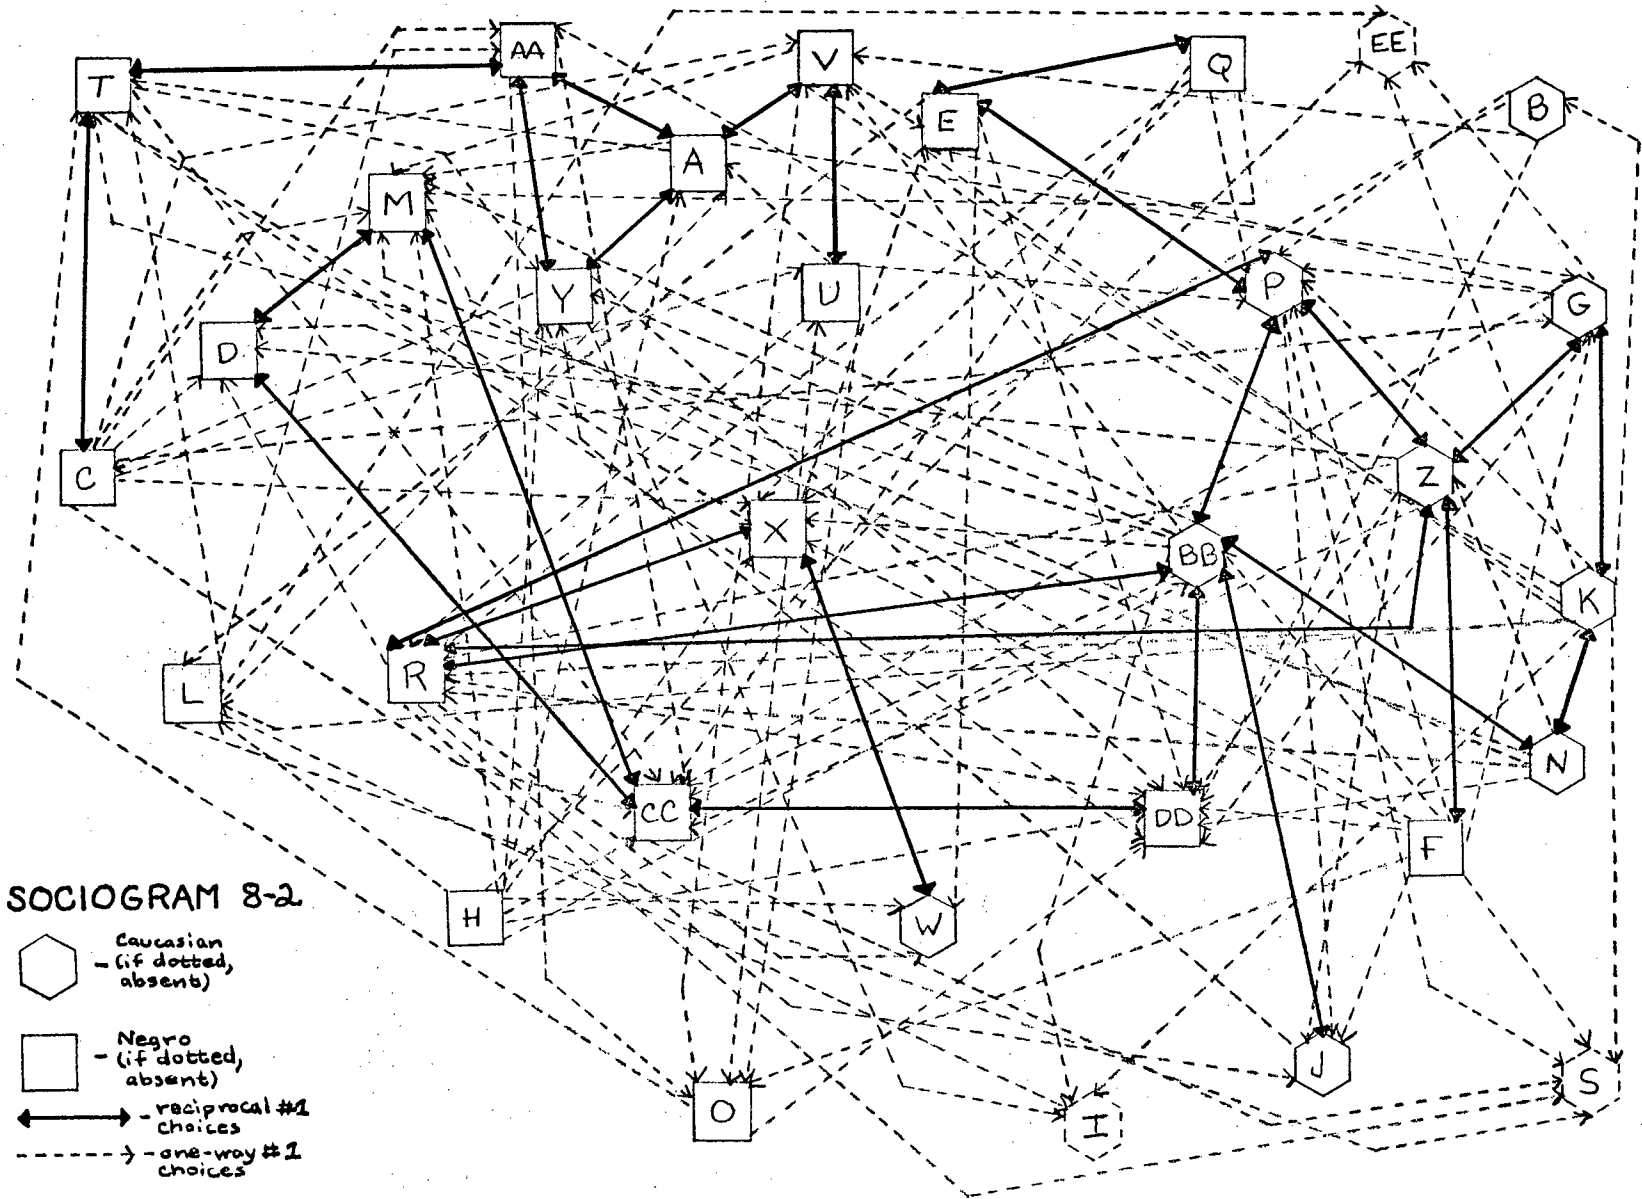 EE
AA
V
Q
T
B
E
A
M
P
Y
U
G
D
Z
C
X
BB
K
R
L
N
CC
DD
F
H
W
J
S
O
I
SOCIOGRAM 8-2
Caucasian
- (if dotted,
absent)
Negro
- (if dotted,
absent)
- reciprocal #1
choices
- one-way #1
choices